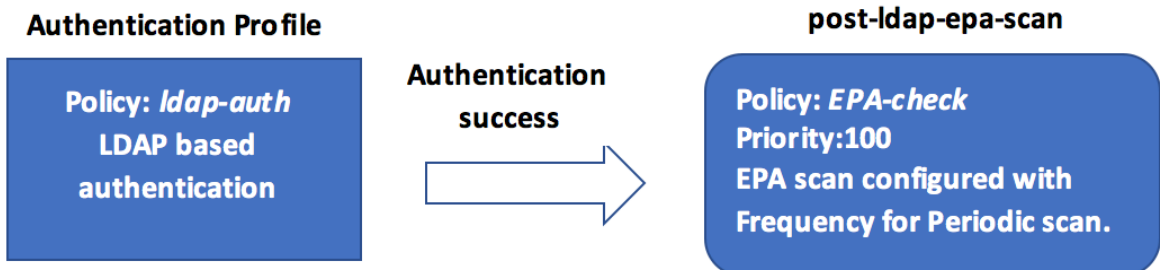 Authentication Profile
Policy: ldap-auth
LDAP based
authentication
Authentication
success
post-ldap-epa-scan
Policy: EPA-check
Priority:100
EPA scan configured with
Frequency for Periodic scan.